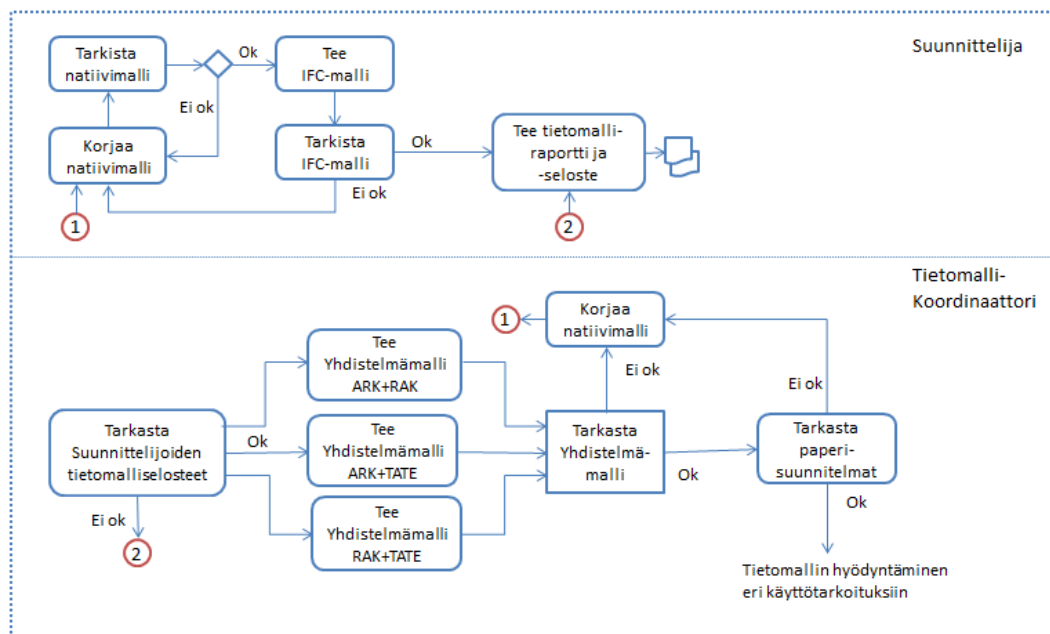 Suunnittelija
Tarkista
natiivimalli
Ok
Tee
IFC-malli
Ei ok
Korjaa
natiivimalli
Tarkista
IFC-malli
Ok
Tee tietomalli-
raportti ja
-seloste
Ei ok
1
2
Tietomalli-
Koordinaattori
1
Korjaa
natiivimalli
Tee
Yhdistelmämalli
ARK+RAK
Ei ok
Ei ok
Tarkasta
Suunnittelijoiden
tietomalliselosteet
Ok
Tee
Yhdistelmämalli
ARK+TATE
Tarkasta
Yhdistelmä-
malli
Ok
Tarkasta
paperi-
suunnitelmat
Ei ok
2
Tee
Yhdistelmämalli
RAK+TATE
Ok
Tietomallin hyödyntäminen
eri käyttötarkoituksiin